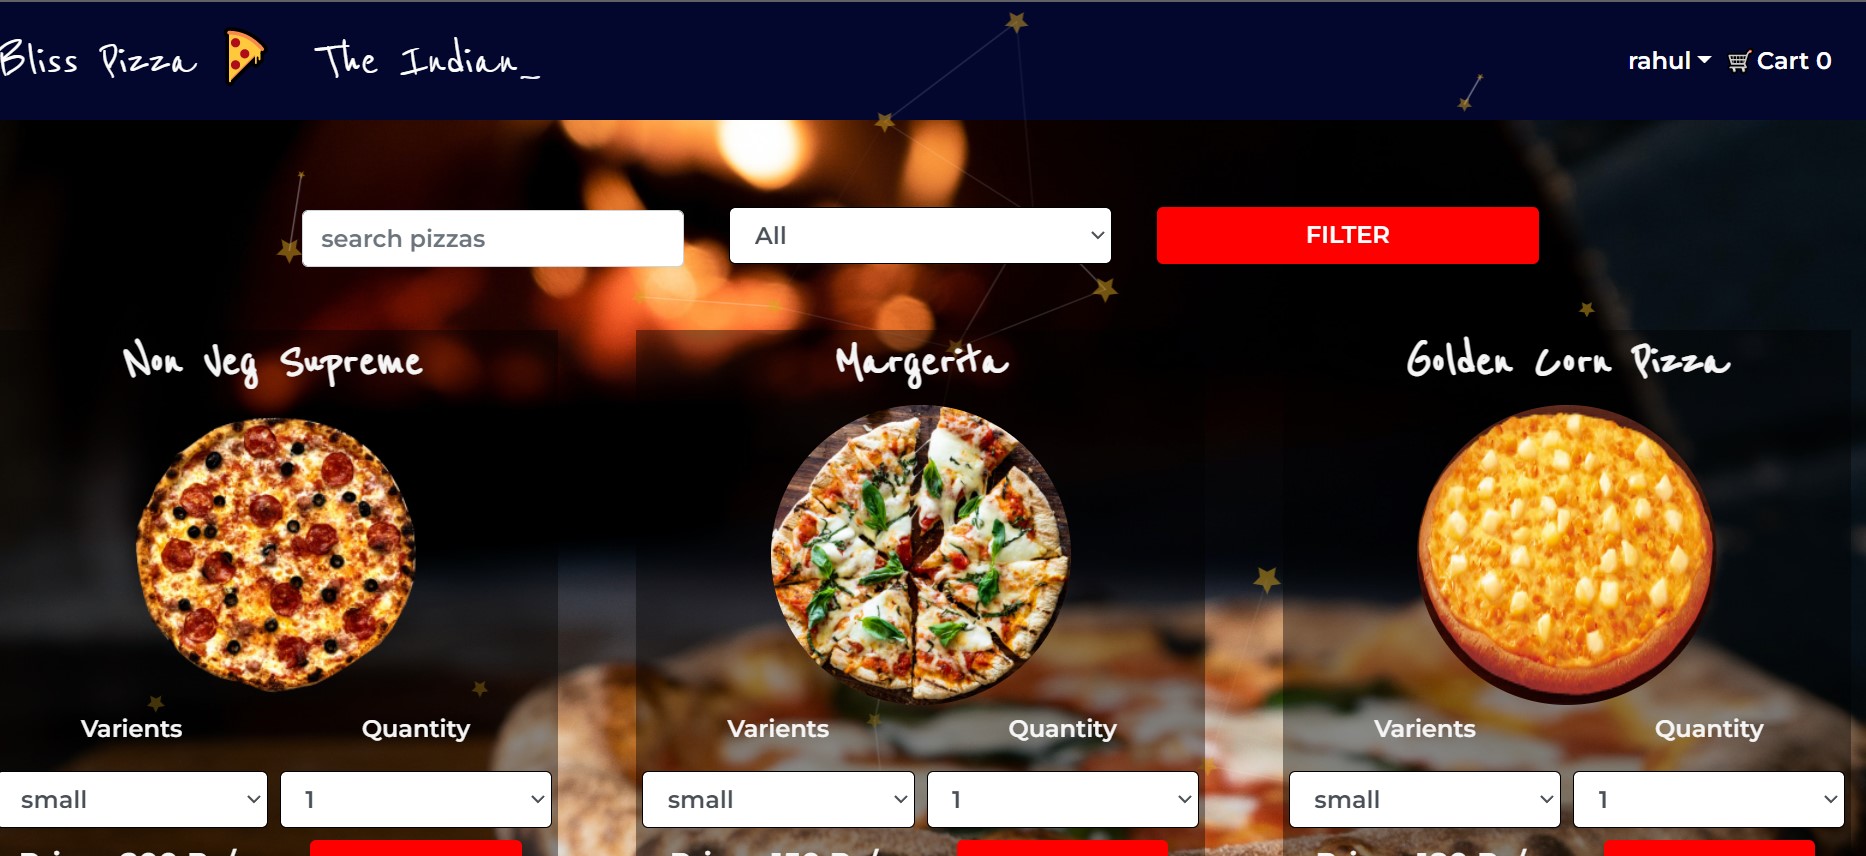 Bliss Pizza The Indian_ rahul Cart 0
search pizzas All FILTER
Non Veg Supreme Margerita Golden Corn Pizza
Varients Quantity Varients Quantity Varients Quantity
small 1 small 1 small 1